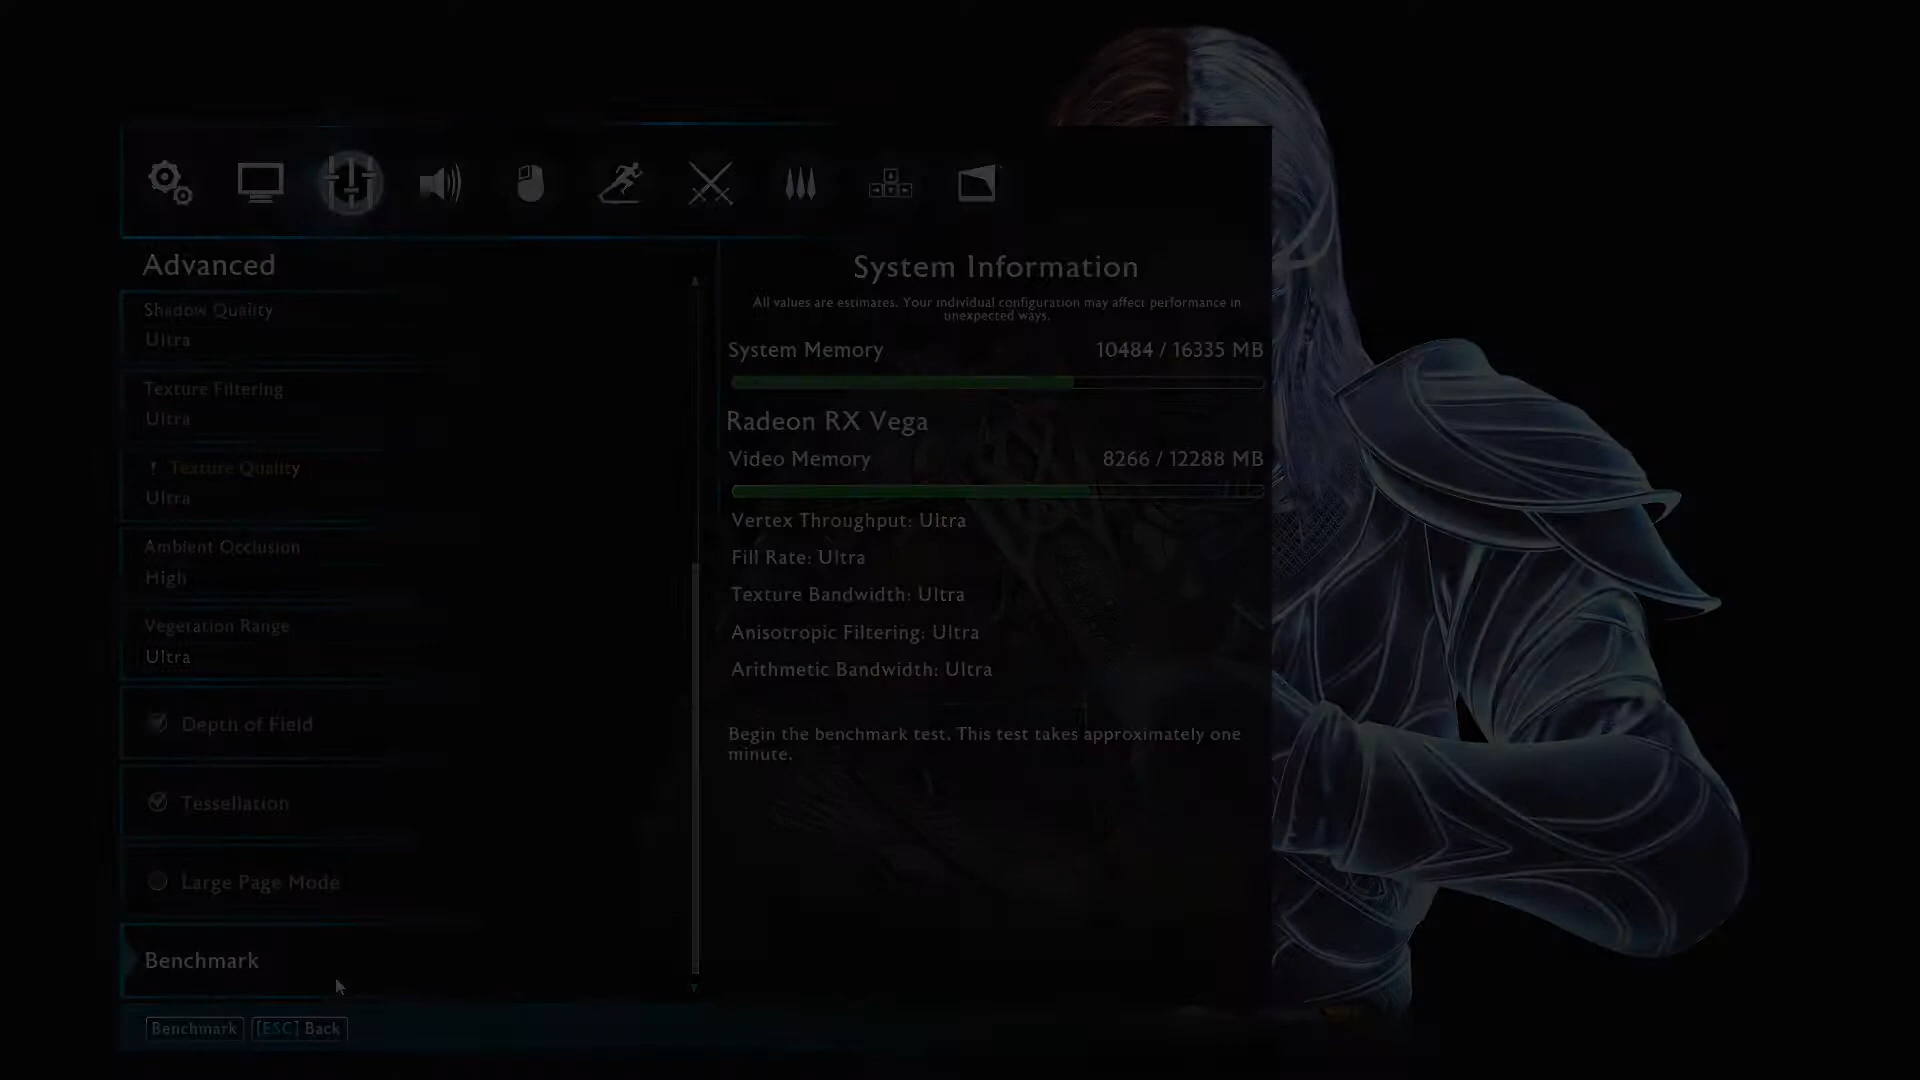 Advanced
Shadow Quality
Ultra
Texture Filtering
Ultra
! Texture Quality
Ultra
Ambient Occlusion
High
Vegetation Range
Ultra
Depth of Field
Tessellation
Large Page Mode
Benchmark
Benchmark [ESC] Back
System Information
All values are estimates. Your individual configuration may affect performance in
unexpected ways.
System Memory 10484 / 16335 MB
Radeon RX Vega
Video Memory 8266 / 12288 MB
Vertex Throughput: Ultra
Fill Rate: Ultra
Texture Bandwidth: Ultra
Anisotropic Filtering: Ultra
Arithmetic Bandwidth: Ultra
Begin the benchmark test. This test takes approximately one
minute.